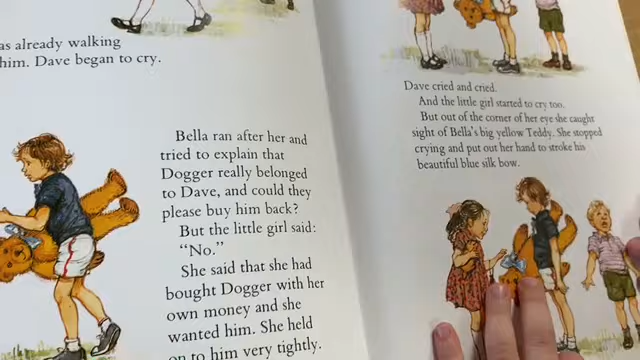 as already walking
him. Dave began to cry.
Bella ran after her and
tried to explain that
Dogger really belonged
to Dave, and could they
please buy him back?
But the little girl said:
"No."
She said that she had
bought Dogger with her
own money and she
wanted him. She held
on to him very tightly.
Dave cried and cried.
And the little girl started to cry too.
But out of the corner of her eye she caught
sight of Bella's big yellow Teddy. She stopped
crying and put out her hand to stroke his
beautiful blue silk bow.